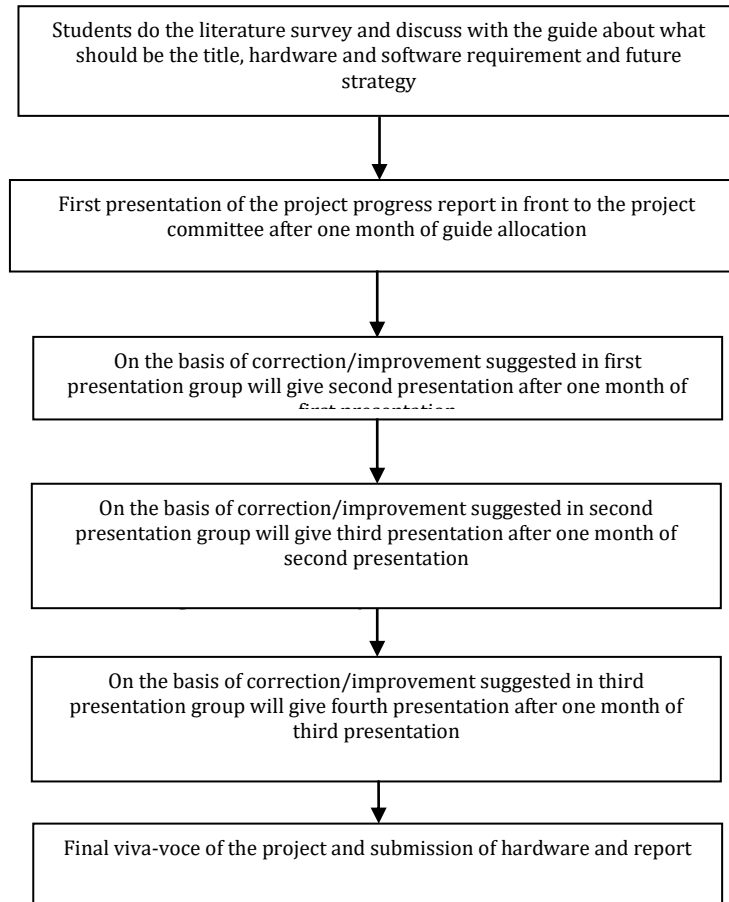 Students do the literature survey and discuss with the guide about what
should be the title, hardware and software requirement and future
strategy
First presentation of the project progress report in front to the project
committee after one month of guide allocation
On the basis of correction/improvement suggested in first
presentation group will give second presentation after one month of
first presentation
On the basis of correction/improvement suggested in second
presentation group will give third presentation after one month of
second presentation
On the basis of correction/improvement suggested in third
presentation group will give fourth presentation after one month of
third presentation
Final viva-voce of the project and submission of hardware and report